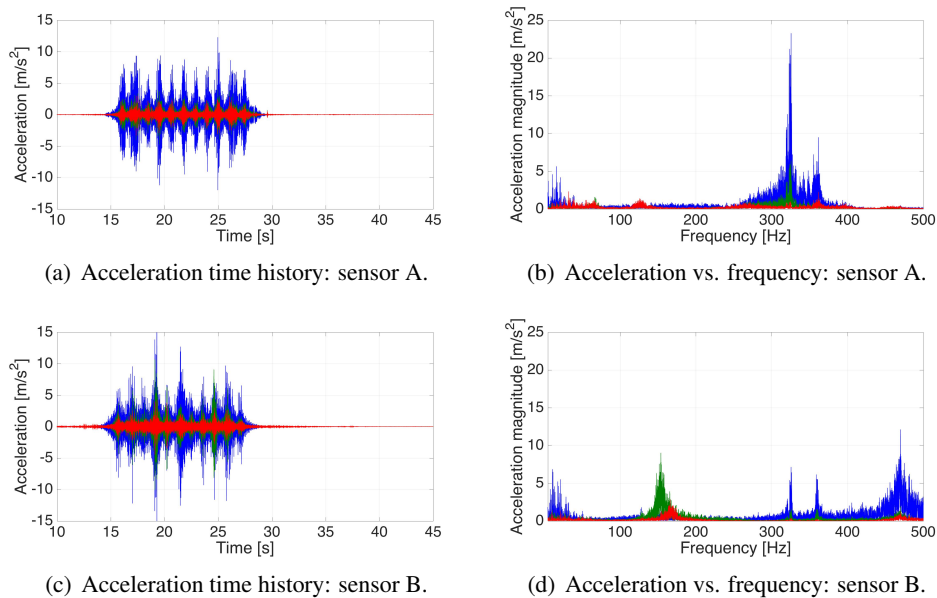 15
10
5
0
-5
-10
-15
Acceleration [m/s²]
10 15 20 25 30 35 40 45
Time [s]
(a) Acceleration time history: sensor A.
25
20
15
10
5
0
Acceleration magnitude [m/s²]
100 200 300 400 500
Frequency [Hz]
(b) Acceleration vs. frequency: sensor A.
15
10
5
0
-5
-10
-15
Acceleration [m/s²]
10 15 20 25 30 35 40 45
Time [s]
(c) Acceleration time history: sensor B.
25
20
15
10
5
0
Acceleration magnitude [m/s²]
100 200 300 400 500
Frequency [Hz]
(d) Acceleration vs. frequency: sensor B.